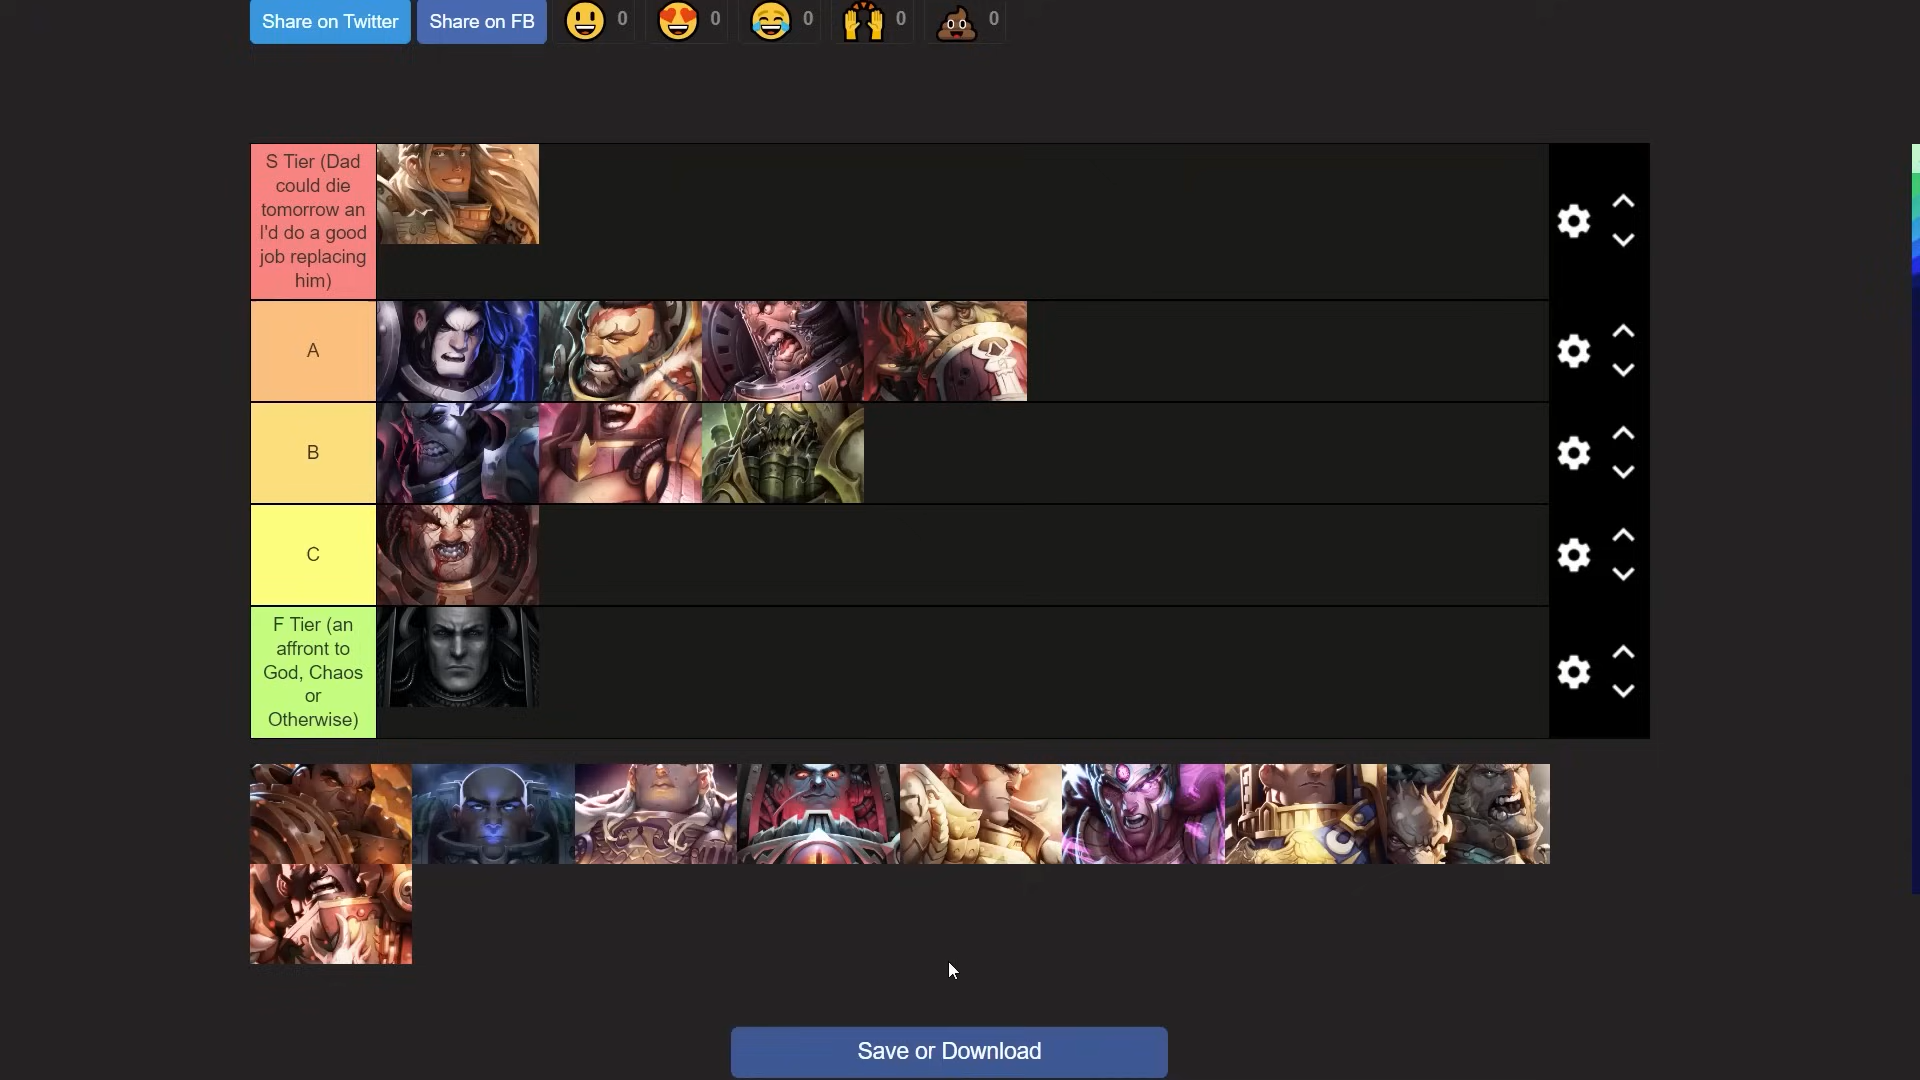 Share on Twitter
Share on FB
0
0
0
0
0
S Tier (Dad
could die
tomorrow an
I'd do a good
job replacing
him)
A
B
C
F Tier (an
affront to
God, Chaos
or
Otherwise)
Save or Download